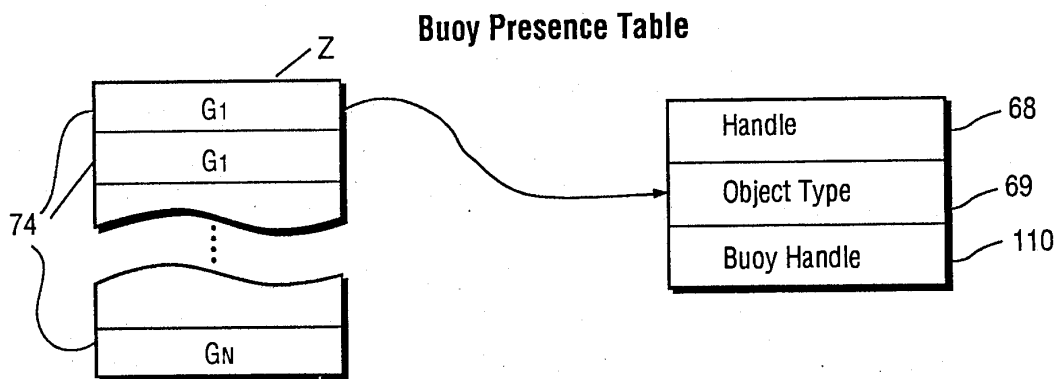 Buoy Presence Table
Z
G1
G1
GN
74
Handle
Object Type
Buoy Handle
68
69
110